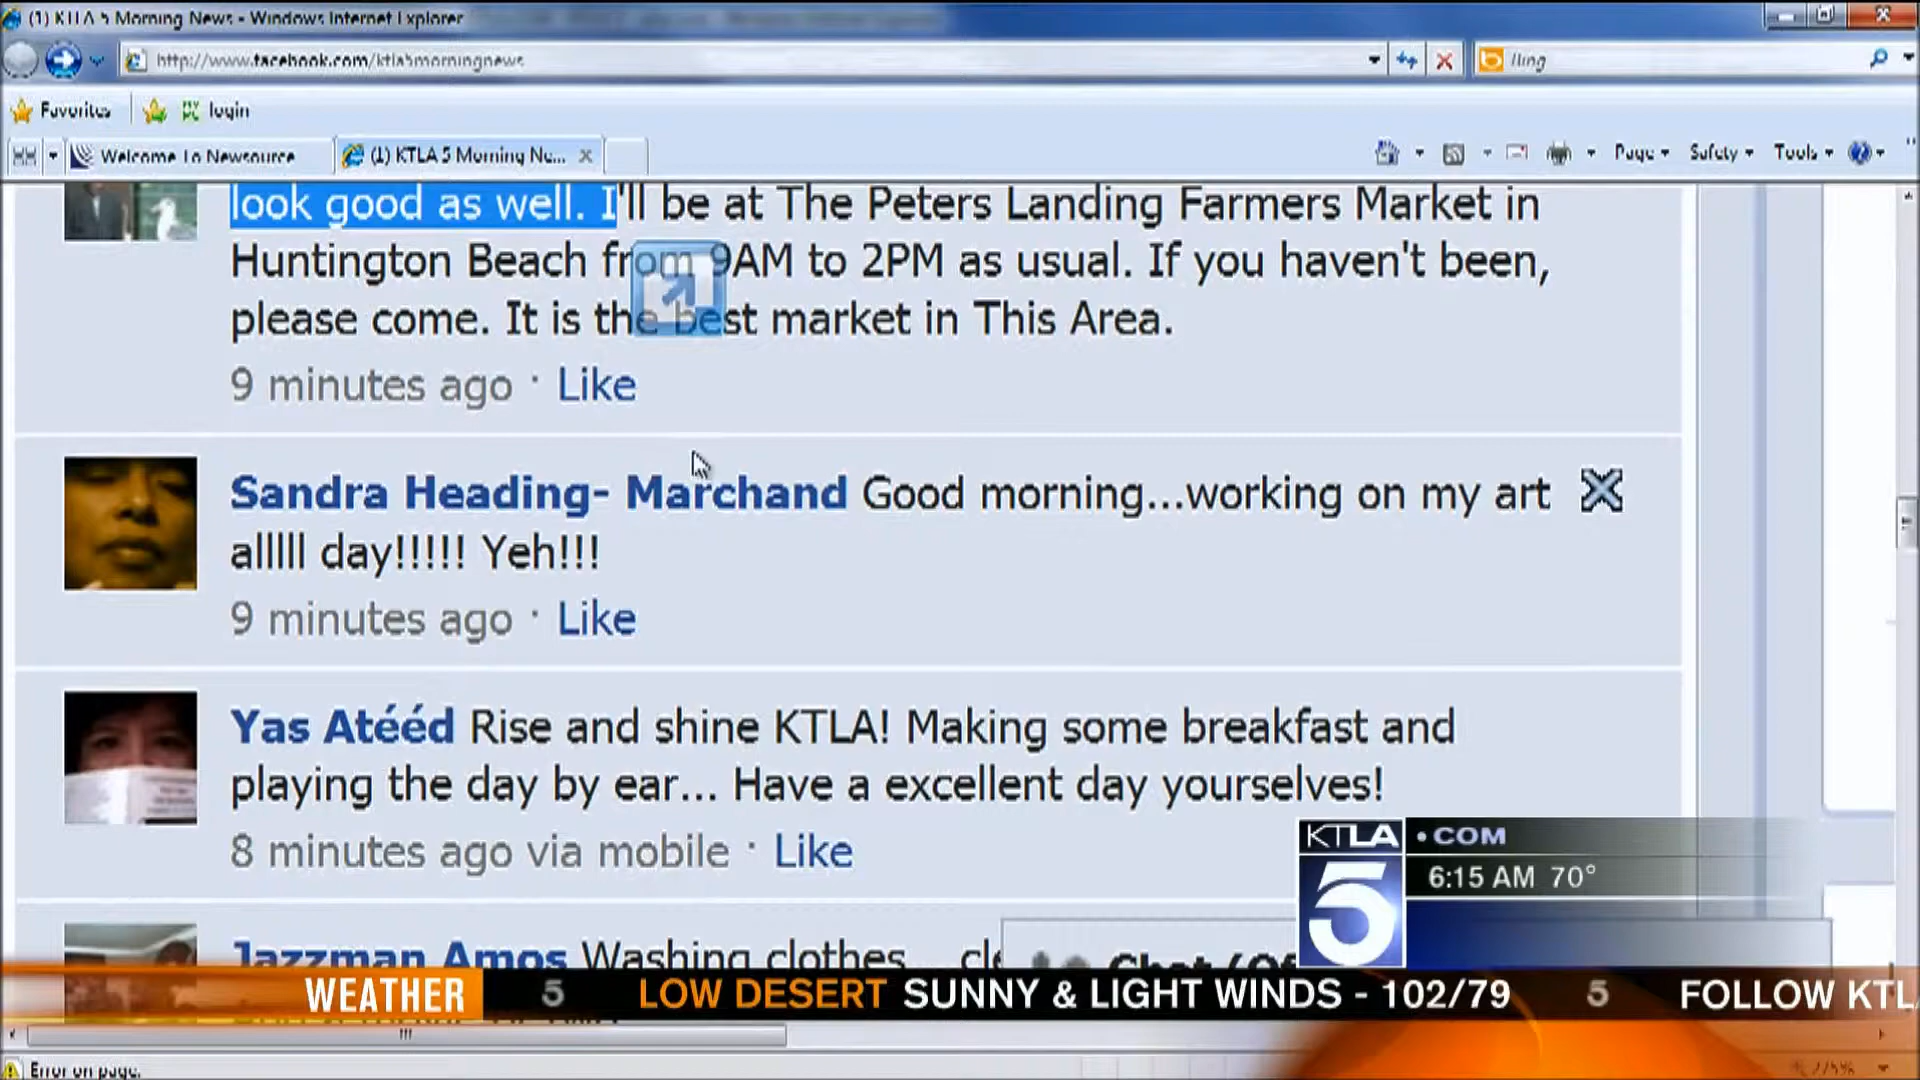 (1) KTLA 5 Morning News - Windows Internet Explorer
http://www.facebook.com/ktla5morningnews
Bing
Favorites
login
Welcome To Newsource
(1) KTLA 5 Morning Ne...
Page
Safety
Tools
look good as well. I'll be at The Peters Landing Farmers Market in
Huntington Beach from 9AM to 2PM as usual. If you haven't been,
please come. It is the best market in This Area.
9 minutes ago · Like
Sandra Heading- Marchand Good morning...working on my art
alllll day!!!!! Yeh!!!
9 minutes ago · Like
Yas Atééd Rise and shine KTLA! Making some breakfast and
playing the day by ear... Have a excellent day yourselves!
8 minutes ago via mobile · Like
KTLA • COM
5
6:15 AM 70°
Jazzman Amos Washing clothes
Chat
WEATHER 5 LOW DESERT SUNNY & LIGHT WINDS - 102/79 5 FOLLOW KTL
Error on page.
275%